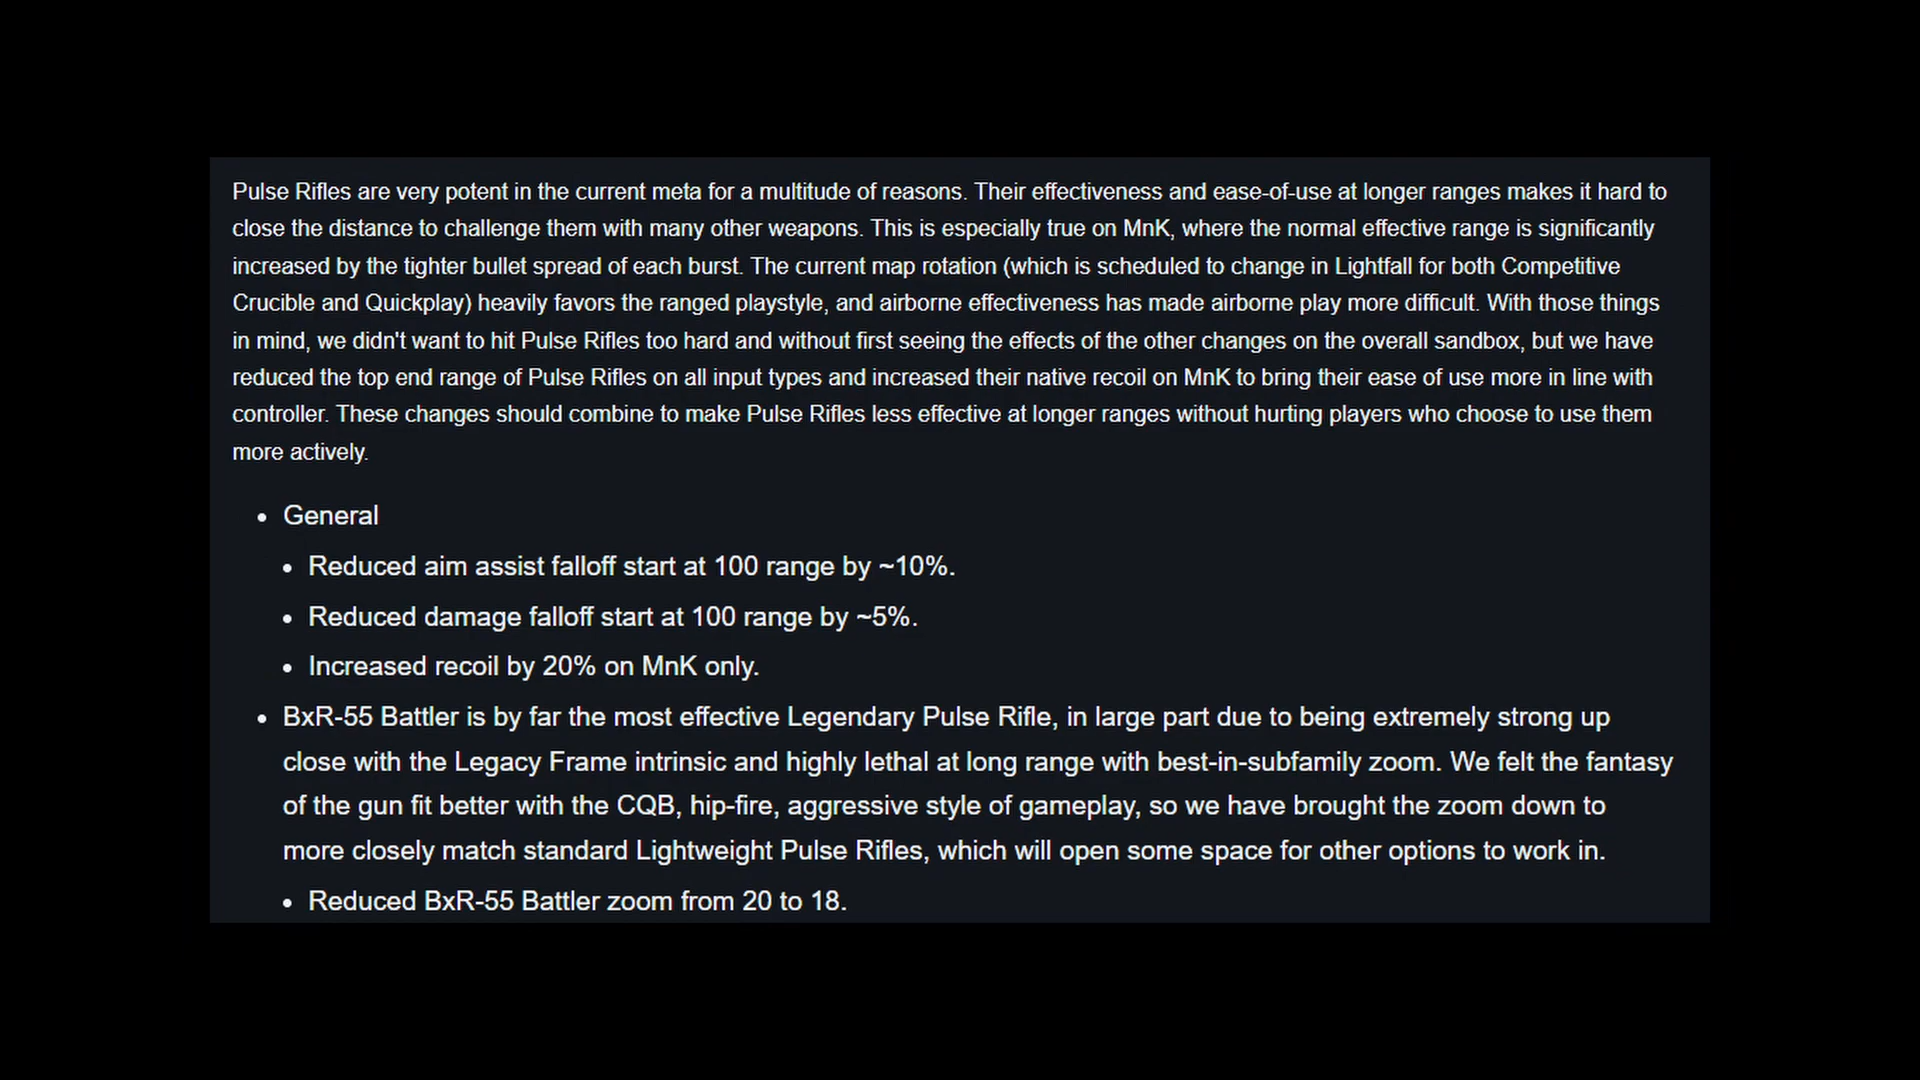 Pulse Rifles are very potent in the current meta for a multitude of reasons. Their effectiveness and ease-of-use at longer ranges makes it hard to
close the distance to challenge them with many other weapons. This is especially true on MnK, where the normal effective range is significantly
increased by the tighter bullet spread of each burst. The current map rotation (which is scheduled to change in Lightfall for both Competitive
Crucible and Quickplay) heavily favors the ranged playstyle, and airborne effectiveness has made airborne play more difficult. With those things
in mind, we didn't want to hit Pulse Rifles too hard and without first seeing the effects of the other changes on the overall sandbox, but we have
reduced the top end range of Pulse Rifles on all input types and increased their native recoil on MnK to bring their ease of use more in line with
controller. These changes should combine to make Pulse Rifles less effective at longer ranges without hurting players who choose to use them
more actively.
• General
• Reduced aim assist falloff start at 100 range by ~10%.
• Reduced damage falloff start at 100 range by ~5%.
• Increased recoil by 20% on MnK only.
• BxR-55 Battler is by far the most effective Legendary Pulse Rifle, in large part due to being extremely strong up
close with the Legacy Frame intrinsic and highly lethal at long range with best-in-subfamily zoom. We felt the fantasy
of the gun fit better with the CQB, hip-fire, aggressive style of gameplay, so we have brought the zoom down to
more closely match standard Lightweight Pulse Rifles, which will open some space for other options to work in.
• Reduced BxR-55 Battler zoom from 20 to 18.